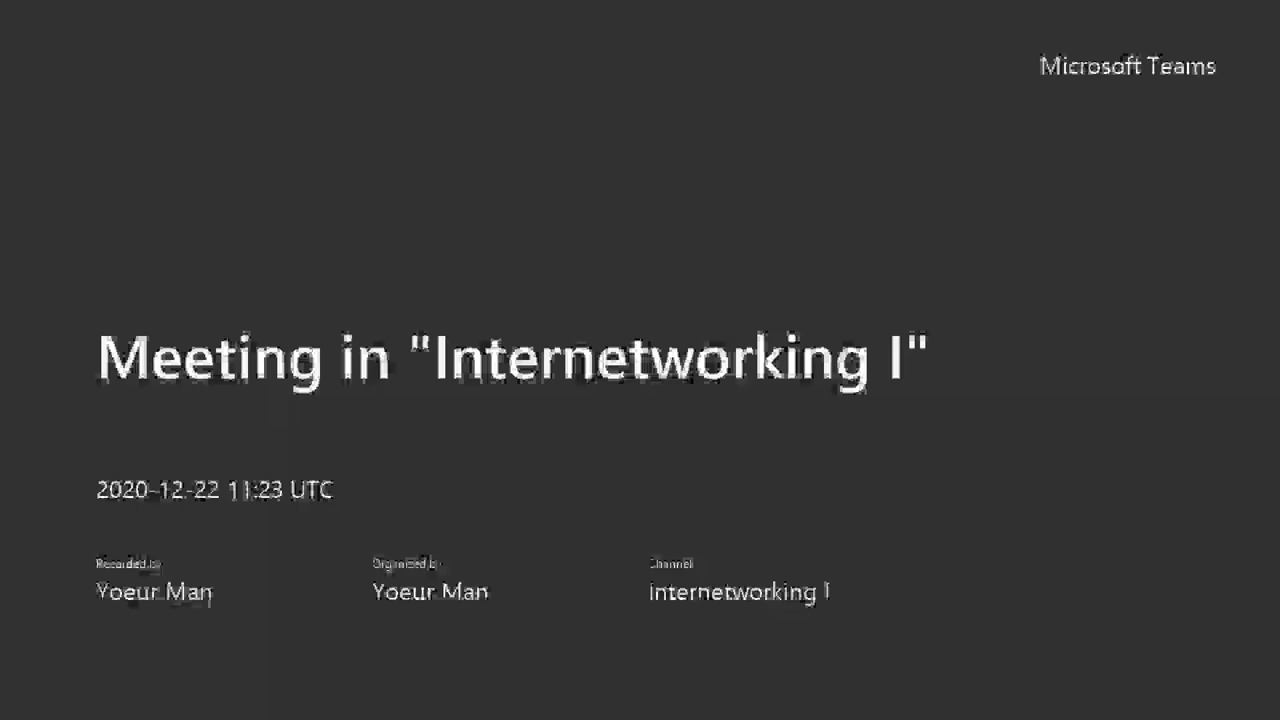 Microsoft Teams
Meeting in "Internetworking I"
2020-12-22 11:23 UTC
Recorded by Organized by Channel
Yoeur Man Yoeur Man internetworking I